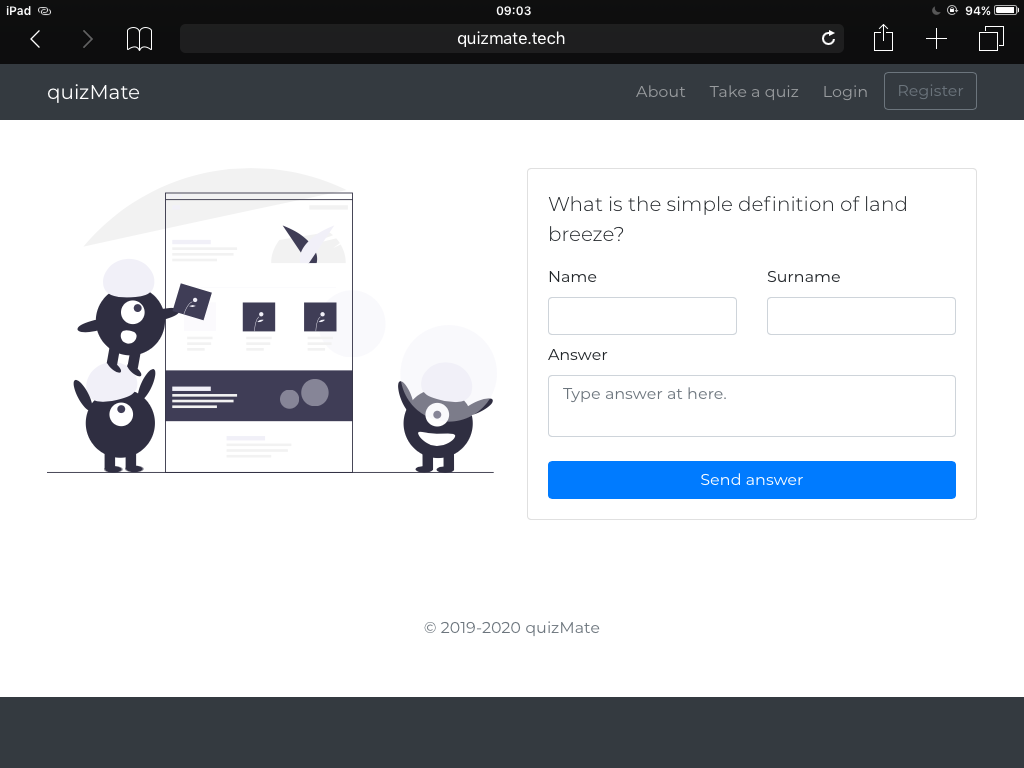 iPad 09:03 94%
quizmate.tech
quizMate About Take a quiz Login Register
What is the simple definition of land
breeze?
Name Surname
Answer
Type answer at here.
Send answer
© 2019-2020 quizMate